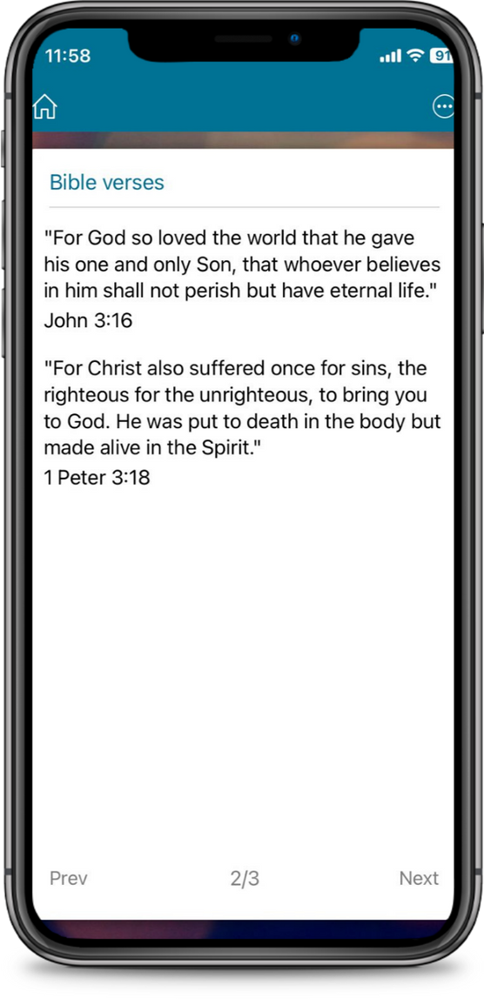 11:58
91
Bible verses
"For God so loved the world that he gave
his one and only Son, that whoever believes
in him shall not perish but have eternal life."
John 3:16
"For Christ also suffered once for sins, the
righteous for the unrighteous, to bring you
to God. He was put to death in the body but
made alive in the Spirit."
1 Peter 3:18
Prev 2/3 Next